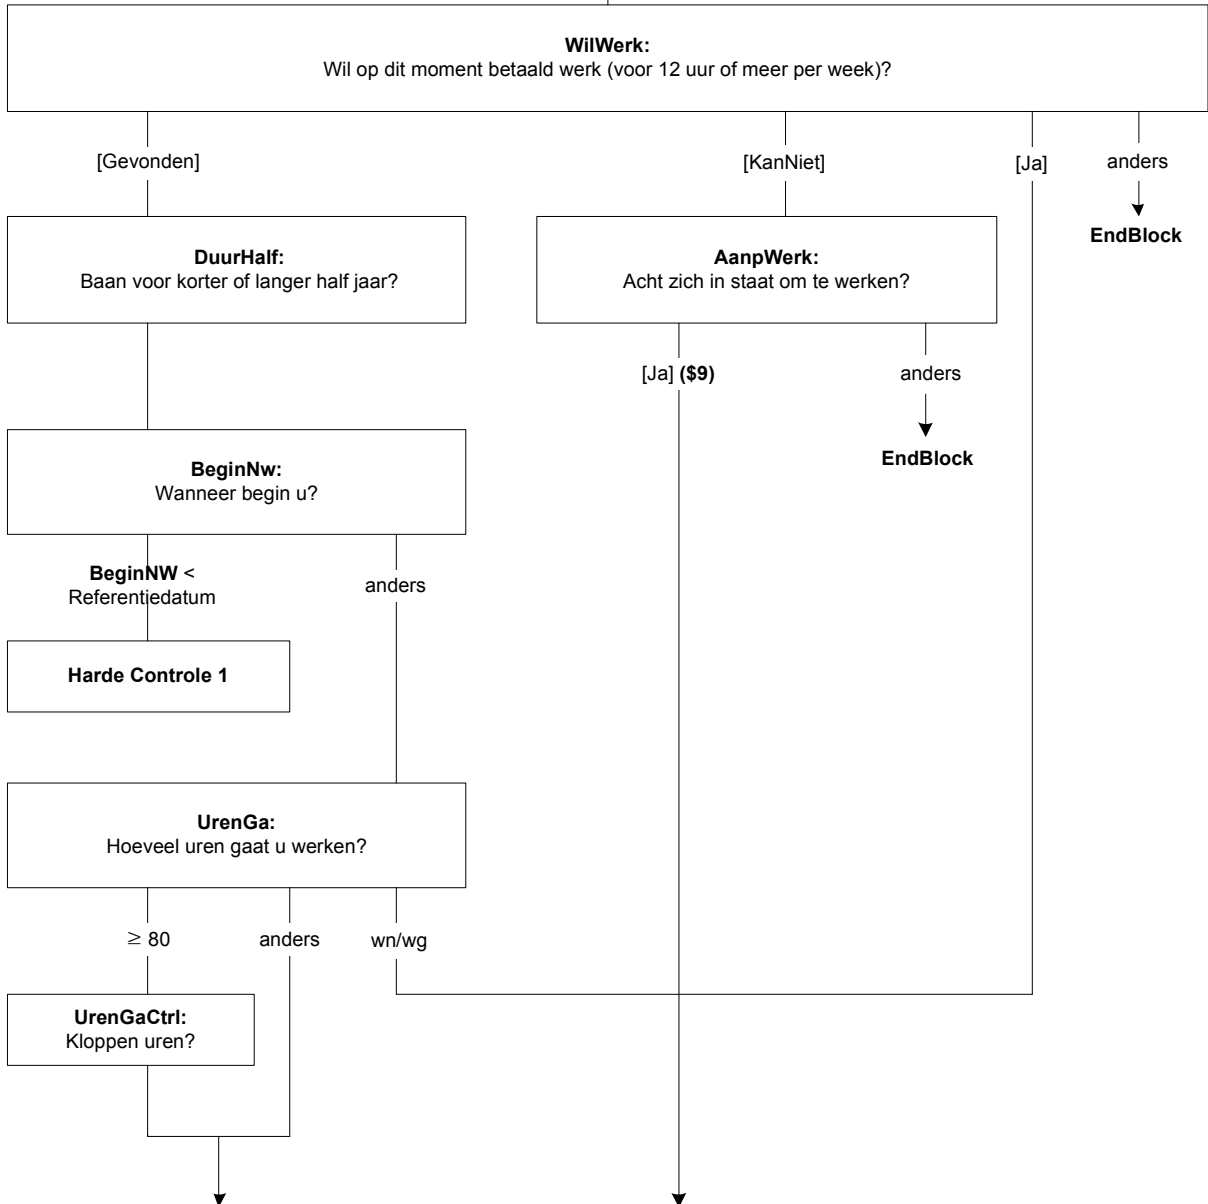 WilWerk:
Wil op dit moment betaald werk (voor 12 uur of meer per week)?
[Gevonden]
[KanNiet]
[Ja]
anders
EndBlock
DuurHalf:
Baan voor korter of langer half jaar?
AanpWerk:
Acht zich in staat om te werken?
[Ja] ($9)
anders
EndBlock
BeginNw:
Wanneer begin u?
BeginNW <
Referentiedatum
anders
Harde Controle 1
UrenGa:
Hoeveel uren gaat u werken?
≥ 80
anders
wn/wg
UrenGaCtrl:
Kloppen uren?